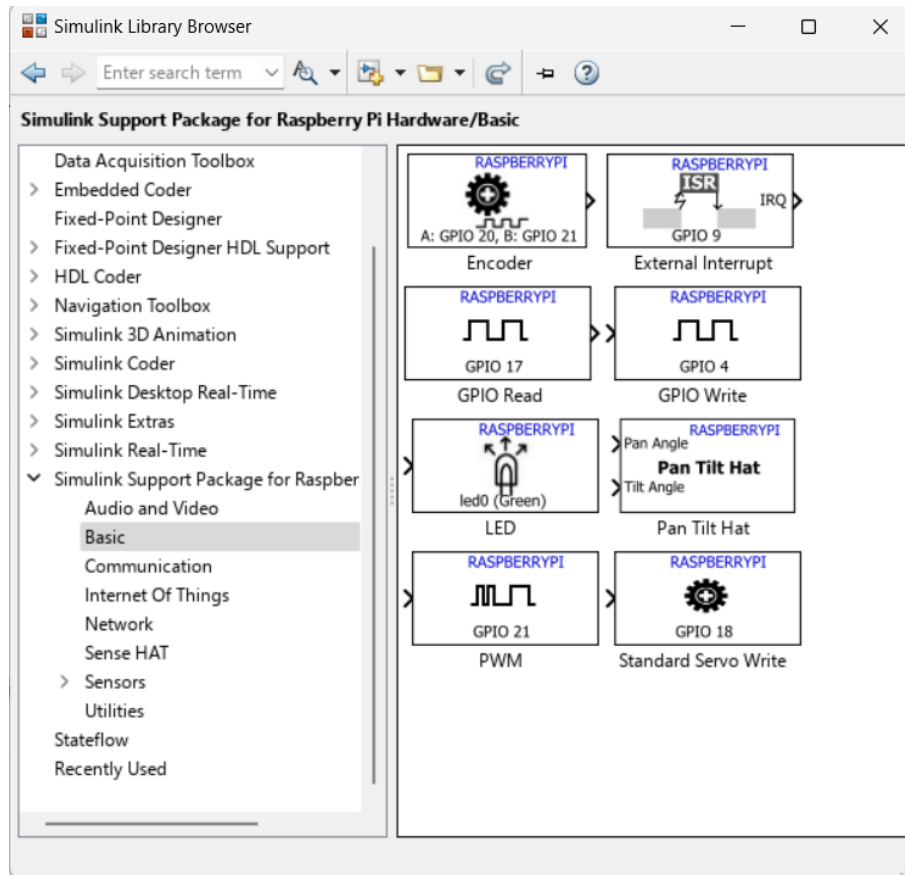 Simulink Library Browser
Enter search term
Simulink Support Package for Raspberry Pi Hardware/Basic
Data Acquisition Toolbox
Embedded Coder
Fixed-Point Designer
Fixed-Point Designer HDL Support
HDL Coder
Navigation Toolbox
Simulink 3D Animation
Simulink Coder
Simulink Desktop Real-Time
Simulink Extras
Simulink Real-Time
Simulink Support Package for Raspber
Audio and Video
Basic
Communication
Internet Of Things
Network
Sense HAT
Sensors
Utilities
Stateflow
Recently Used
RASPBERRYPI
A: GPIO 20, B: GPIO 21
Encoder
RASPBERRYPI
ISR
IRQ
GPIO 9
External Interrupt
RASPBERRYPI
GPIO 17
GPIO Read
RASPBERRYPI
GPIO 4
GPIO Write
RASPBERRYPI
led0 (Green)
LED
RASPBERRYPI
Pan Angle
Pan Tilt Hat
Tilt Angle
Pan Tilt Hat
RASPBERRYPI
GPIO 21
PWM
RASPBERRYPI
GPIO 18
Standard Servo Write